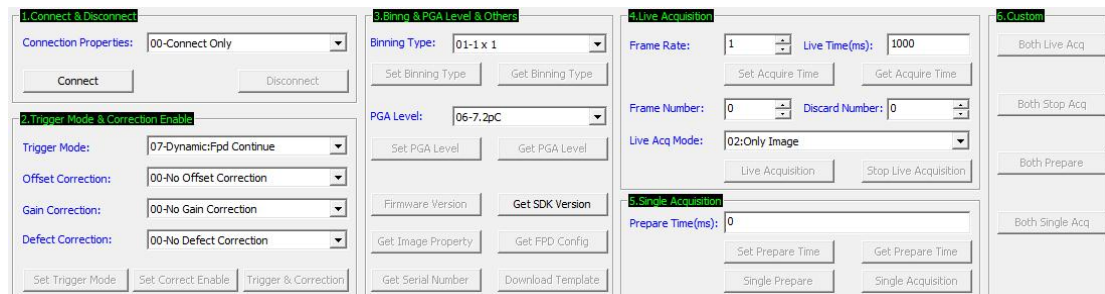 1.Connect & Disconnect
Connection Properties: 00-Connect Only
Connect Disconnect
2.Trigger Mode & Correction Enable
Trigger Mode: 07-Dynamic:Fpd Continue
Offset Correction: 00-No Offset Correction
Gain Correction: 00-No Gain Correction
Defect Correction: 00-No Defect Correction
Set Trigger Mode Set Correct Enable Trigger & Correction
3.Binng & PGA Level & Others
Binning Type: 01-1 x 1
Set Binning Type Get Binning Type
PGA Level: 06-7.2pC
Set PGA Level Get PGA Level
Firmware Version Get SDK Version
Get Image Property Get FPD Config
Get Serial Number Download Template
4.Live Acquisition
Frame Rate: 1 Live Time(ms): 1000
Set Acquire Time Get Acquire Time
Frame Number: 0 Discard Number: 0
Live Acq Mode: 02:Only Image
Live Acquisition Stop Live Acquisition
5.Single Acquisition
Prepare Time(ms): 0
Set Prepare Time Get Prepare Time
Single Prepare Single Acquisition
6.Custom
Both Live Acq
Both Stop Acq
Both Prepare
Both Single Acq